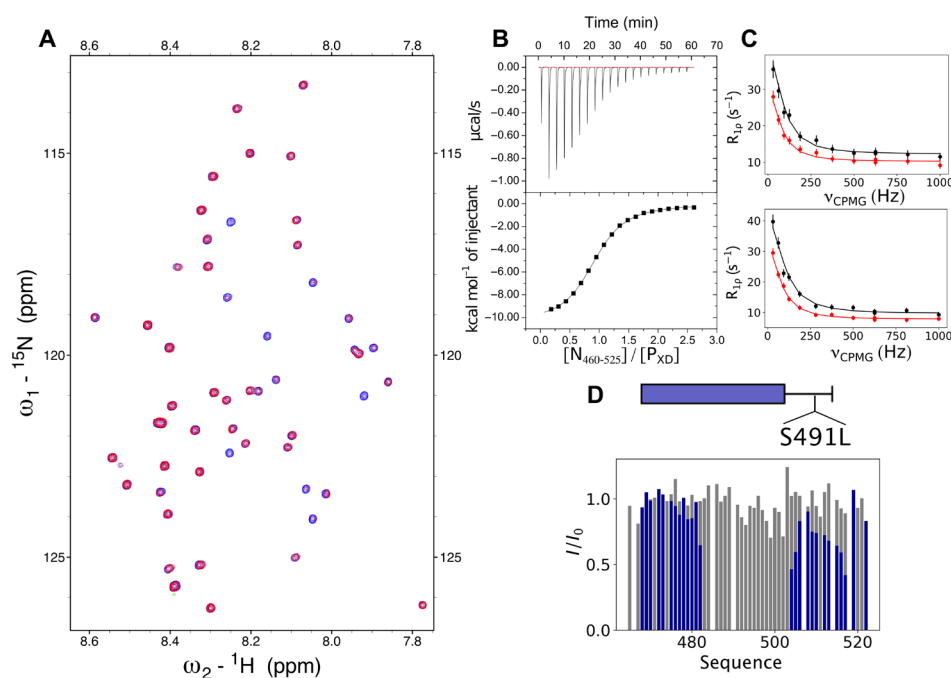 A
8.6 8.4 8.2 8.0 7.8
115
120
125
115
120
125
ω1 - 15N (ppm)
8.6 8.4 8.2 8.0 7.8
ω2 - 1H (ppm)
B
Time (min)
0 10 20 30 40 50 60 70
0.00
−0.20
−0.40
−0.60
−0.80
−1.00
µcal/s
0.00
−2.00
−4.00
−6.00
−8.00
−10.00
kcal mol−1 of injectant
0.0 0.5 1.0 1.5 2.0 2.5 3.0
[N460-525]/[PXD]
C
30
20
10
R1ρ (s−1)
0 250 500 750 1000
νCPMG (Hz)
40
30
20
10
R1ρ (s−1)
0 250 500 750 1000
νCPMG (Hz)
D
S491L
1.0
0.5
0.0
I/I0
480 500 520
Sequence